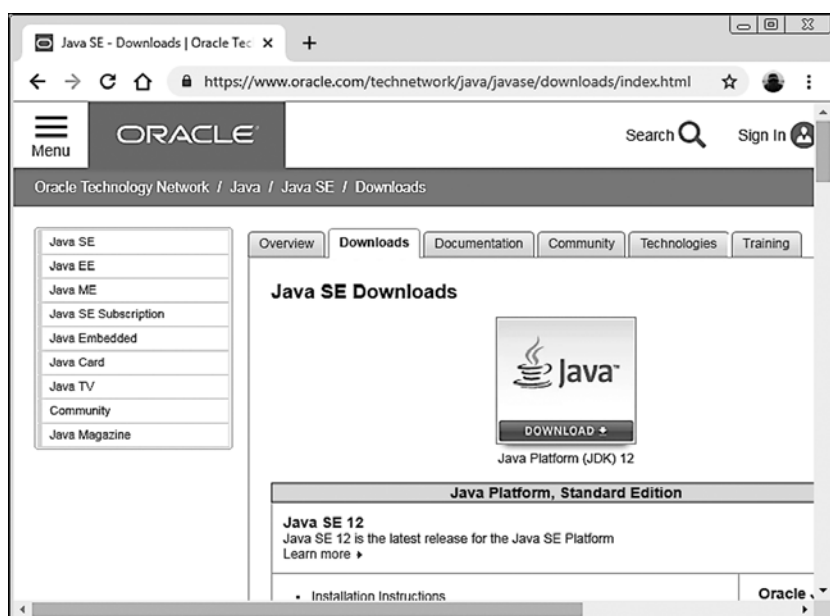 Java SE - Downloads | Oracle Tec
https://www.oracle.com/technetwork/java/javase/downloads/index.html
Menu
ORACLE
Search
Sign In
Oracle Technology Network / Java / Java SE / Downloads
Java SE
Java EE
Java ME
Java SE Subscription
Java Embedded
Java Card
Java TV
Community
Java Magazine
Overview
Downloads
Documentation
Community
Technologies
Training
Java SE Downloads
Java™
DOWNLOAD
Java Platform (JDK) 12
Java Platform, Standard Edition
Java SE 12
Java SE 12 is the latest release for the Java SE Platform
Learn more
• Installation Instructions
Oracle